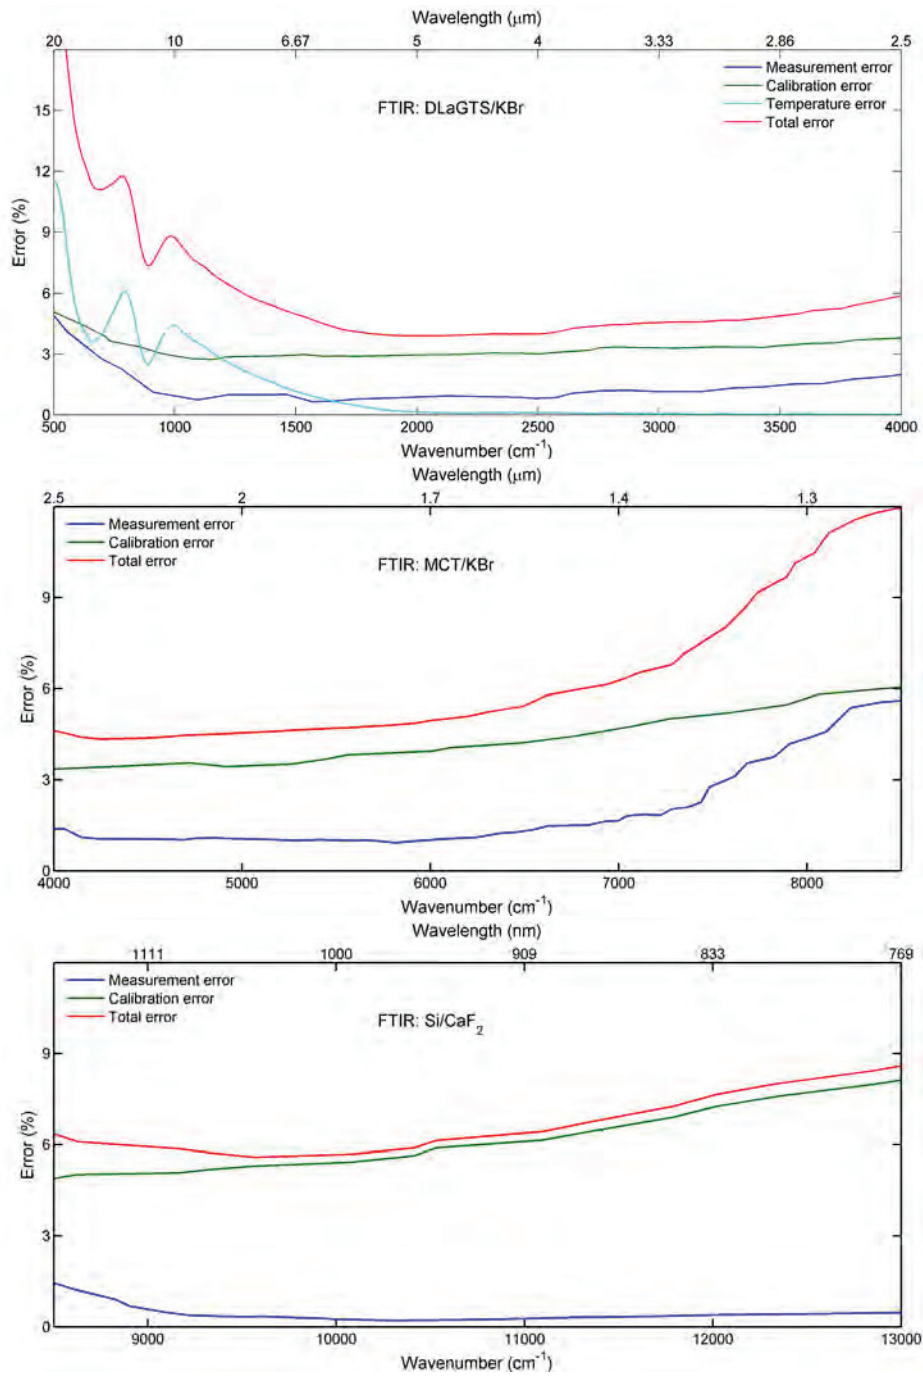 Wavelength (μm)
20 10 6.67 5 4 3.33 2.86 2.5
Measurement error
Calibration error
Temperature error
Total error
FTIR: DLaGTS/KBr
15
12
9
6
3
0
Error (%)
500 1000 1500 2000 2500 3000 3500 4000
Wavenumber (cm⁻¹)
Wavelength (μm)
2.5 2 1.7 1.4 1.3
Measurement error
Calibration error
Total error
FTIR: MCT/KBr
9
6
3
0
Error (%)
4000 5000 6000 7000 8000
Wavenumber (cm⁻¹)
Wavelength (nm)
1111 1000 909 833 769
Measurement error
Calibration error
Total error
FTIR: Si/CaF₂
9
6
3
0
Error (%)
9000 10000 11000 12000 13000
Wavenumber (cm⁻¹)